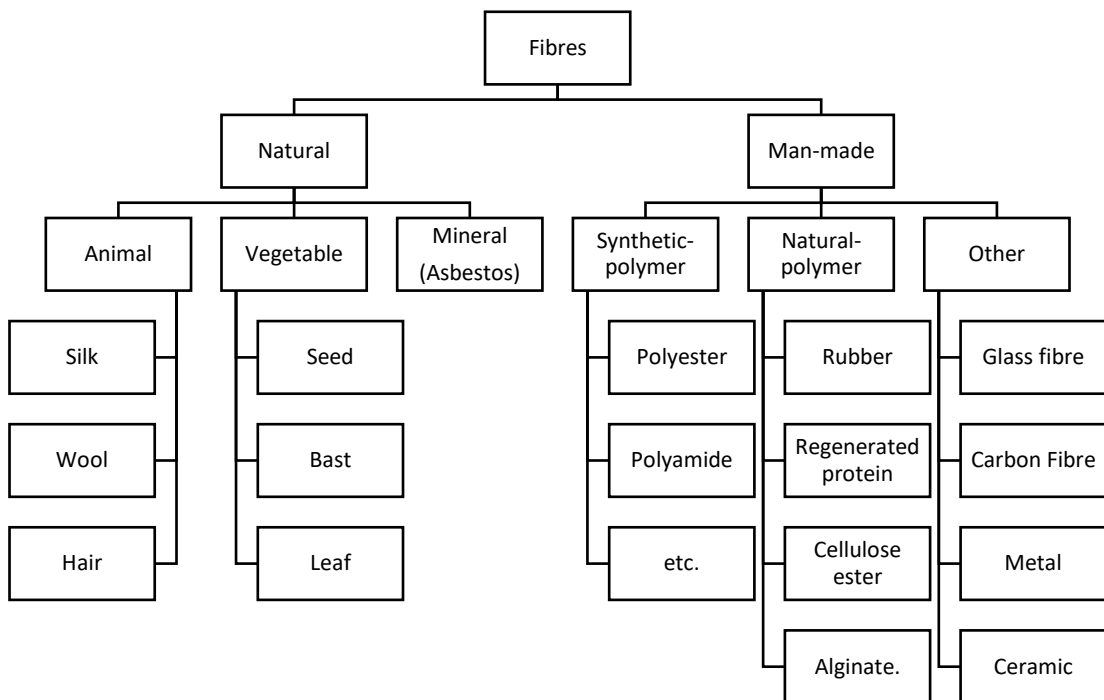 Fibres
Natural
Man-made
Animal
Vegetable
Mineral
(Asbestos)
Synthetic-
polymer
Natural-
polymer
Other
Silk
Seed
Polyester
Rubber
Glass fibre
Wool
Bast
Polyamide
Regenerated
protein
Carbon Fibre
Hair
Leaf
etc.
Cellulose
ester
Metal
Alginate.
Ceramic